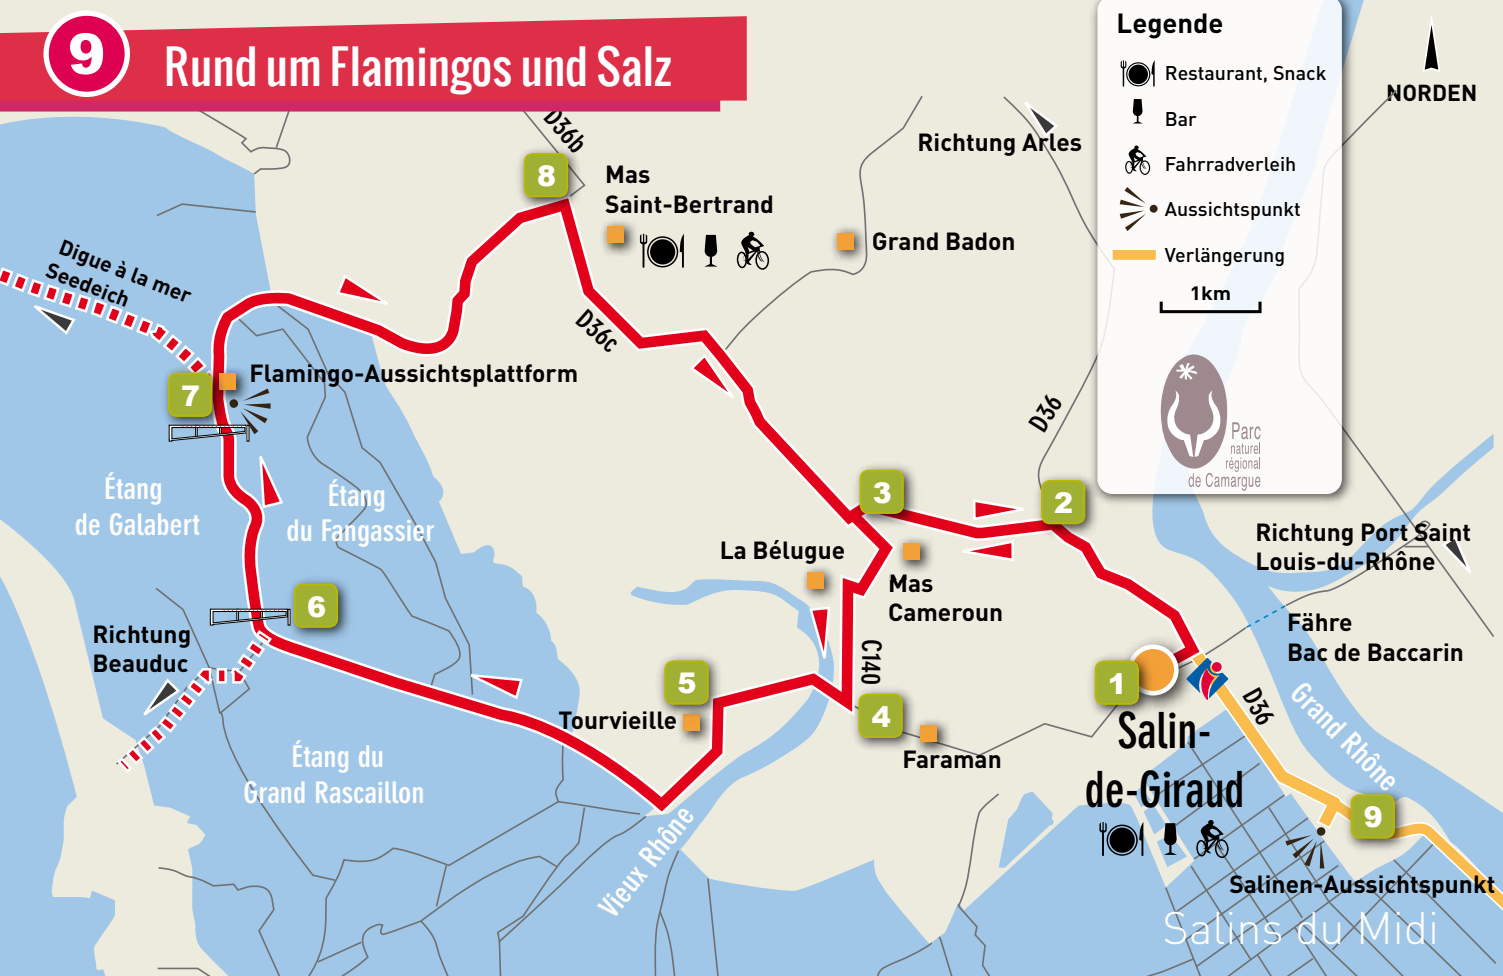 9
Rund um Flamingos und Salz
Legende
Restaurant, Snack
Bar
Fahrradverleih
Aussichtspunkt
Verlängerung
1km
Parc
naturel
régional
de Camargue
NORDEN
D36b
8
Mas
Saint-Bertrand
Richtung Arles
Grand Badon
Digue à la mer
Seedeich
D36c
7
Flamingo-Aussichtsplattform
D36
Étang
de Galabert
Étang
du Fangassier
3
2
Richtung Port Saint
Louis-du-Rhône
La Bélugue
Mas
Cameroun
6
Richtung
Beauduc
Fähre
Bac de Baccarin
C140
5
Tourvieille
4
Faraman
1
Salin-
de-Giraud
D36
Grand Rhône
Étang du
Grand Rascaillon
Vieux Rhône
9
Salinen-Aussichtspunkt
Salins du Midi